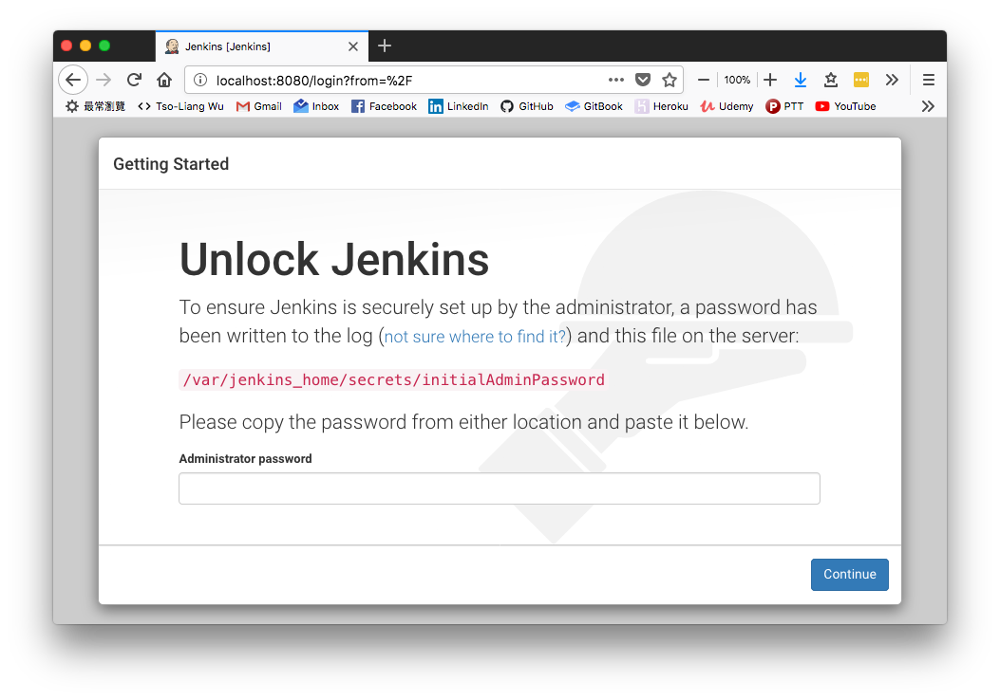 Jenkins [Jenkins]
localhost:8080/login?from=%2F
100%
最常瀏覽 Tso-Liang Wu Gmail Inbox Facebook LinkedIn GitHub GitBook Heroku Udemy PTT YouTube
Getting Started
Unlock Jenkins
To ensure Jenkins is securely set up by the administrator, a password has
been written to the log (not sure where to find it?) and this file on the server:
/var/jenkins_home/secrets/initialAdminPassword
Please copy the password from either location and paste it below.
Administrator password
Continue